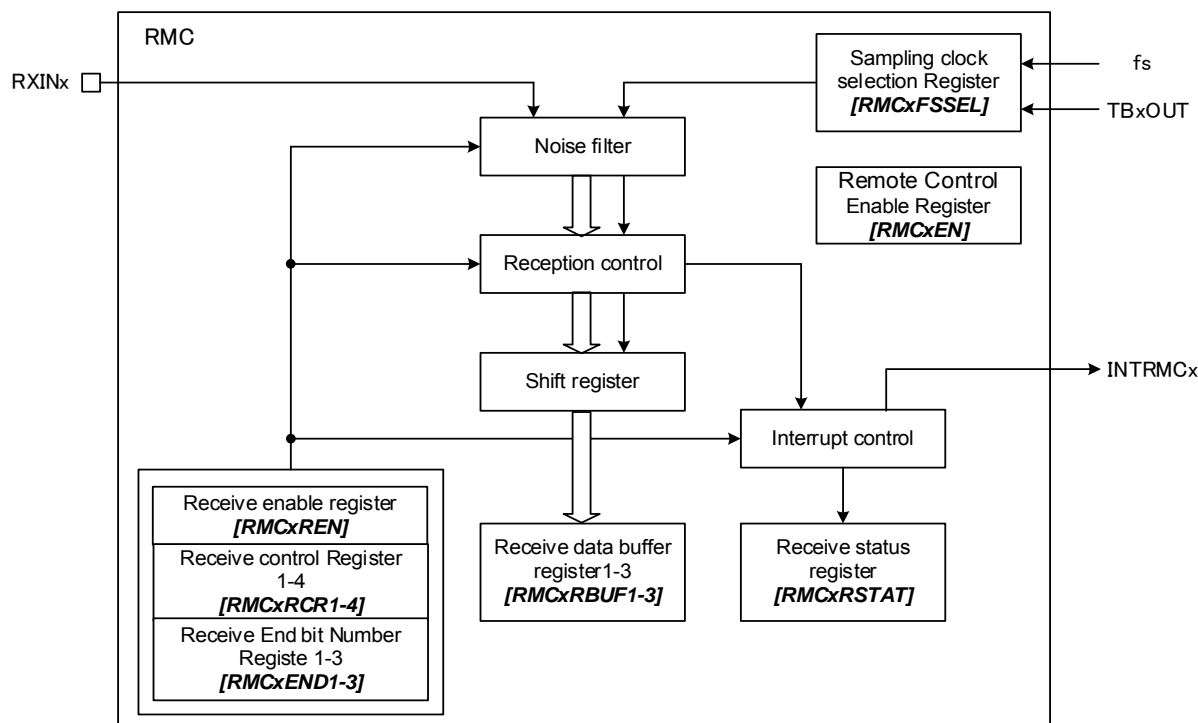 RMC
RXINx
Sampling clock
selection Register
[RMCxFSSEL]
fs
TBxOUT
Noise filter
Remote Control
Enable Register
[RMCxEN]
Reception control
Shift register
INTRMCx
Interrupt control
Receive enable register
[RMCxREN]
Receive control Register
1-4
[RMCxRCR1-4]
Receive End bit Number
Registe 1-3
[RMCxEND1-3]
Receive data buffer
register1-3
[RMCxRBUF1-3]
Receive status
register
[RMCxRSTAT]